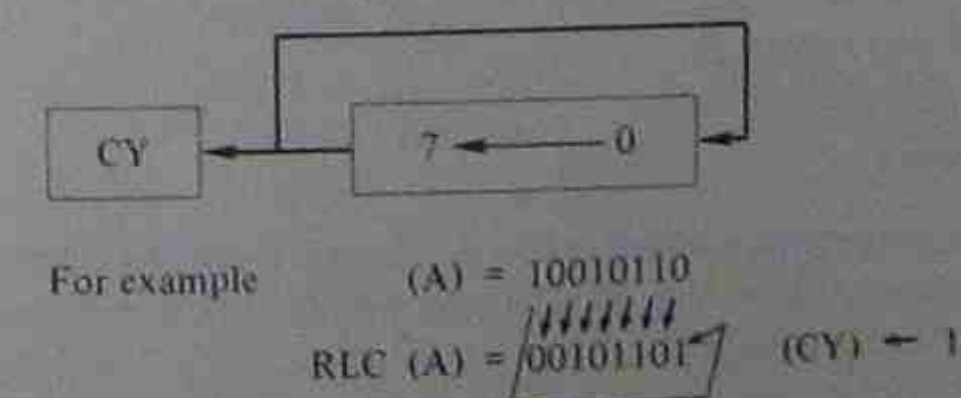 CY 7 ← 0
For example (A) = 10010110
RLC (A) = 00101101 (CY) ← 1